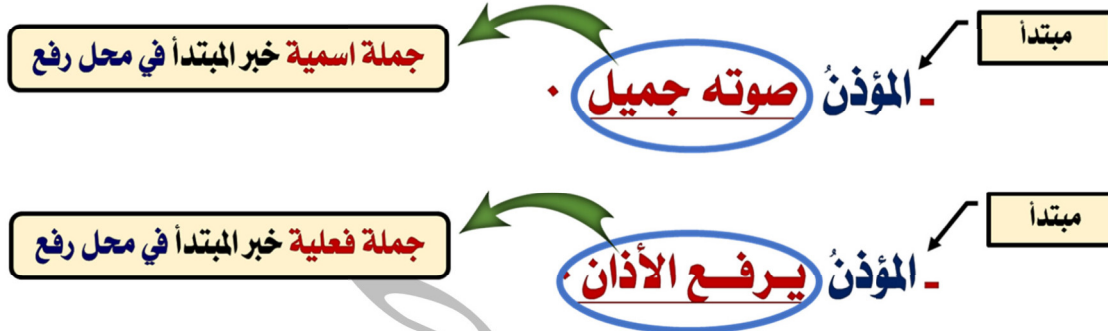 مبتدأ
- المؤذنُ صوته جميل .
جملة اسمية خبر المبتدأ في محل رفع
مبتدأ
- المؤذنُ يـرفـــع الأذان .
جملة فعلية خبر المبتدأ في محل رفع